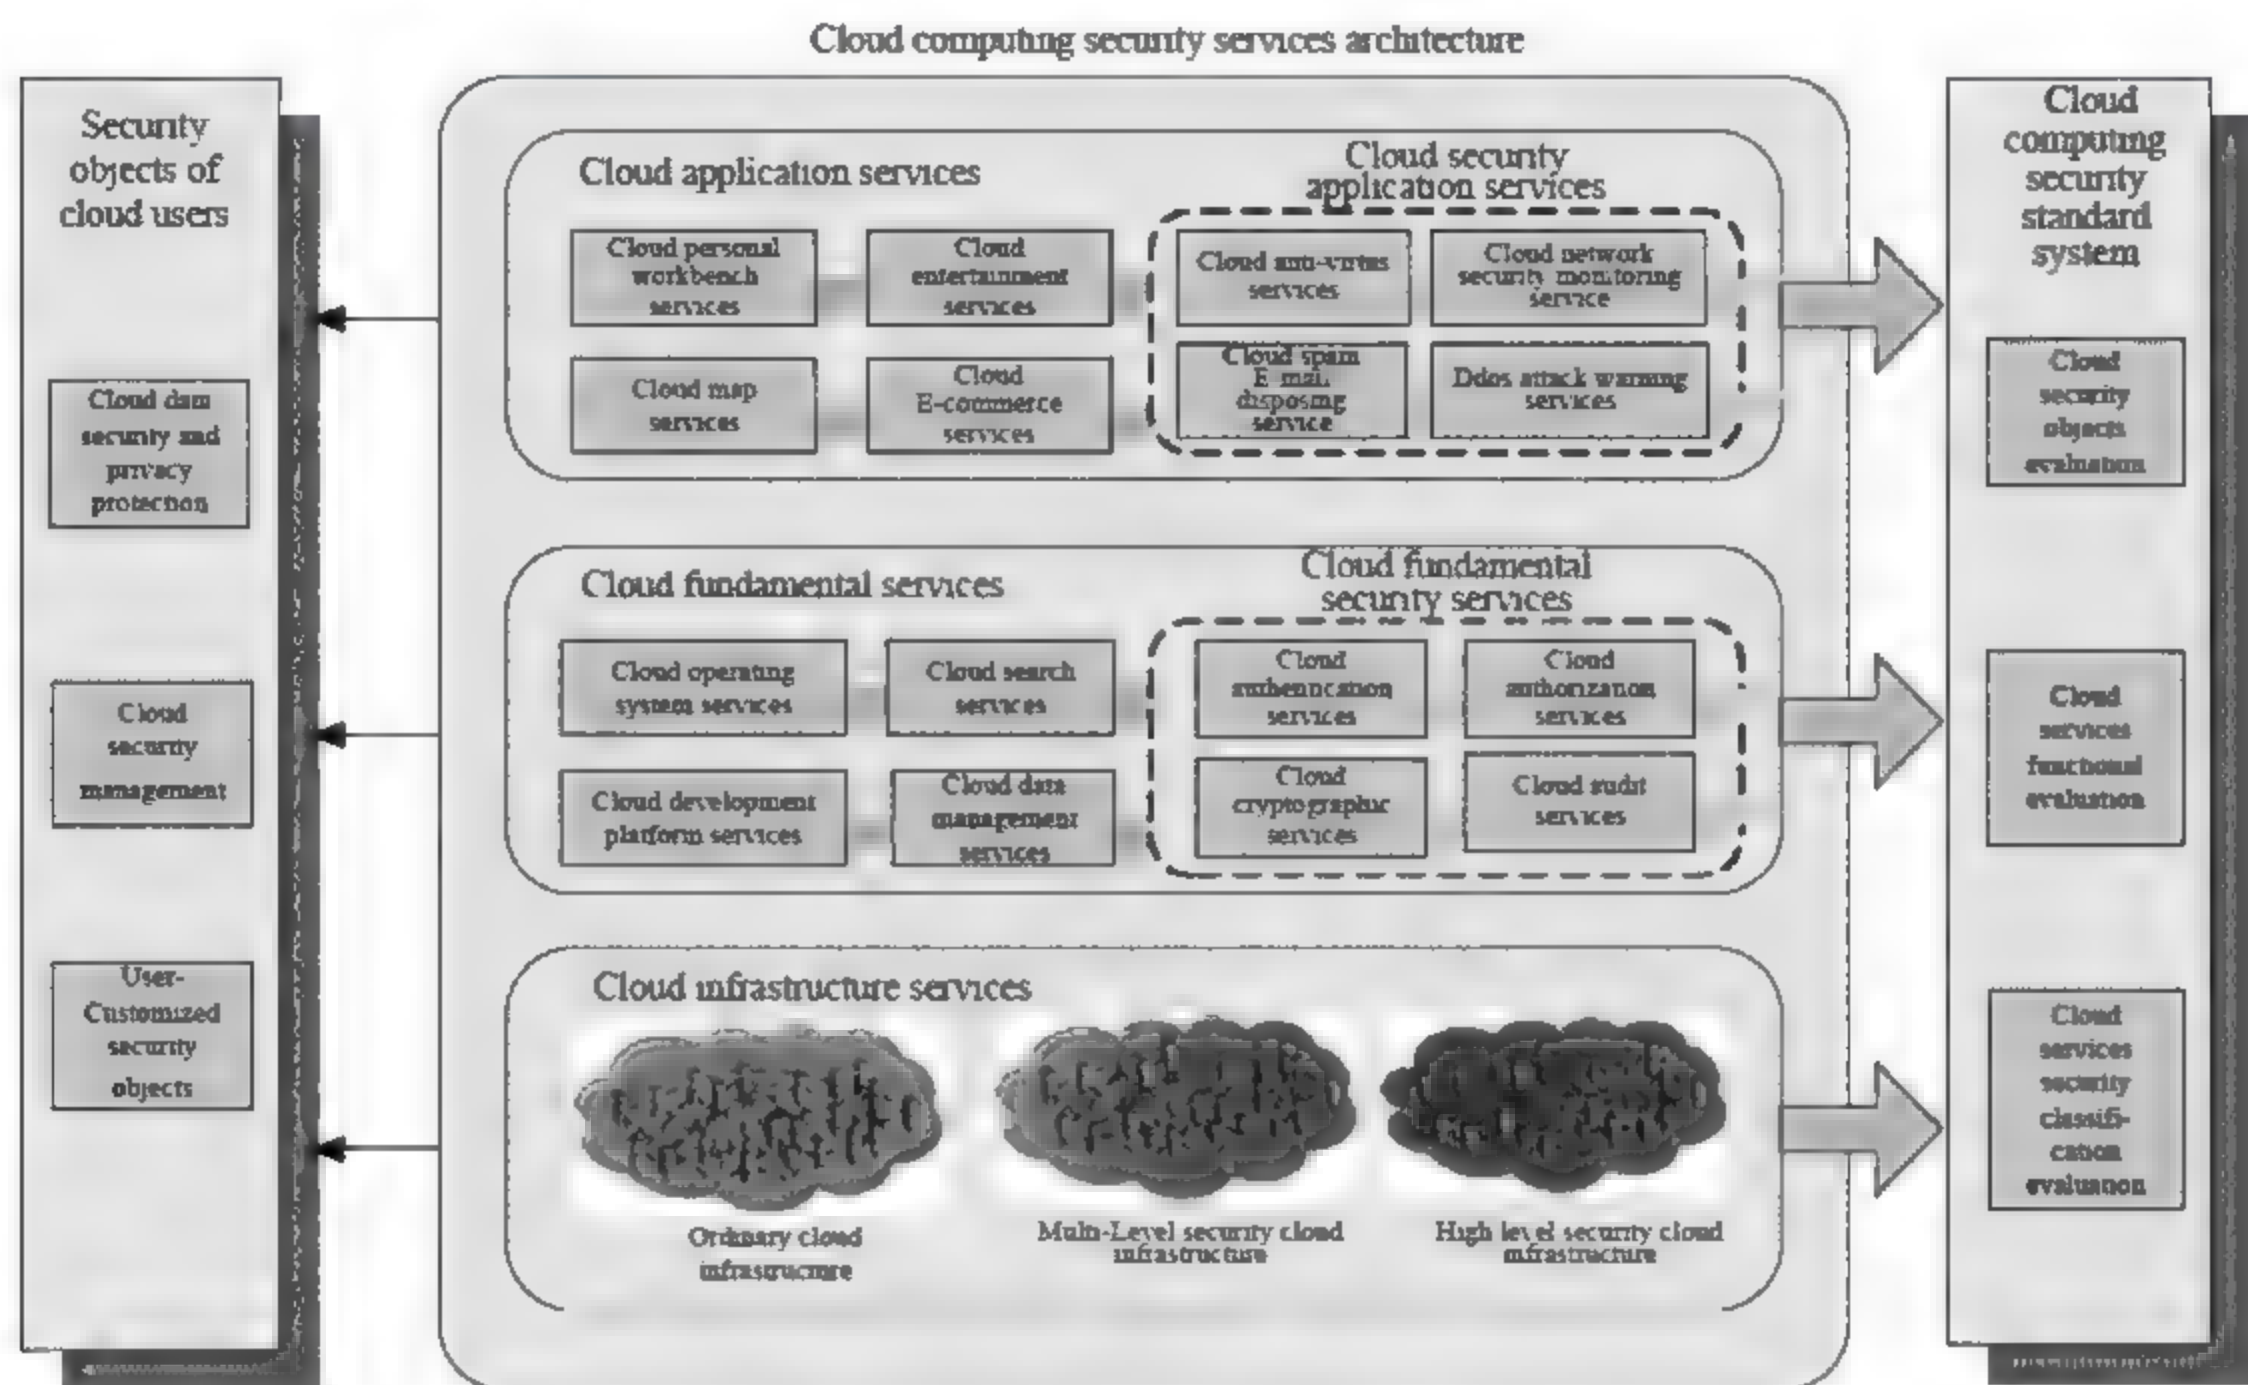 Cloud computing security services architecture
Security
objects of
cloud users
Cloud data
security and
privacy
protection
Cloud
security
management
User-
Customized
security
objects
Cloud application services
Cloud personal
workbench
services
Cloud
entertainment
services
Cloud map
services
Cloud
E-commerce
services
Cloud security
application services
Cloud anti-virus
services
Cloud network
security monitoring
service
Cloud spam
E-mail
disposing
service
Ddos attack warning
services
Cloud fundamental services
Cloud operating
system services
Cloud search
services
Cloud development
platform services
Cloud data
management
services
Cloud fundamental
security services
Cloud
authentication
services
Cloud
authorization
services
Cloud
cryptographic
services
Cloud audit
services
Cloud infrastructure services
Ordinary cloud
infrastructure
Multi-Level security cloud
infrastructure
High level security cloud
infrastructure
Cloud
computing
security
standard
system
Cloud
security
objects
evaluation
Cloud
services
functional
evaluation
Cloud
services
security
classifi-
cation
evaluation